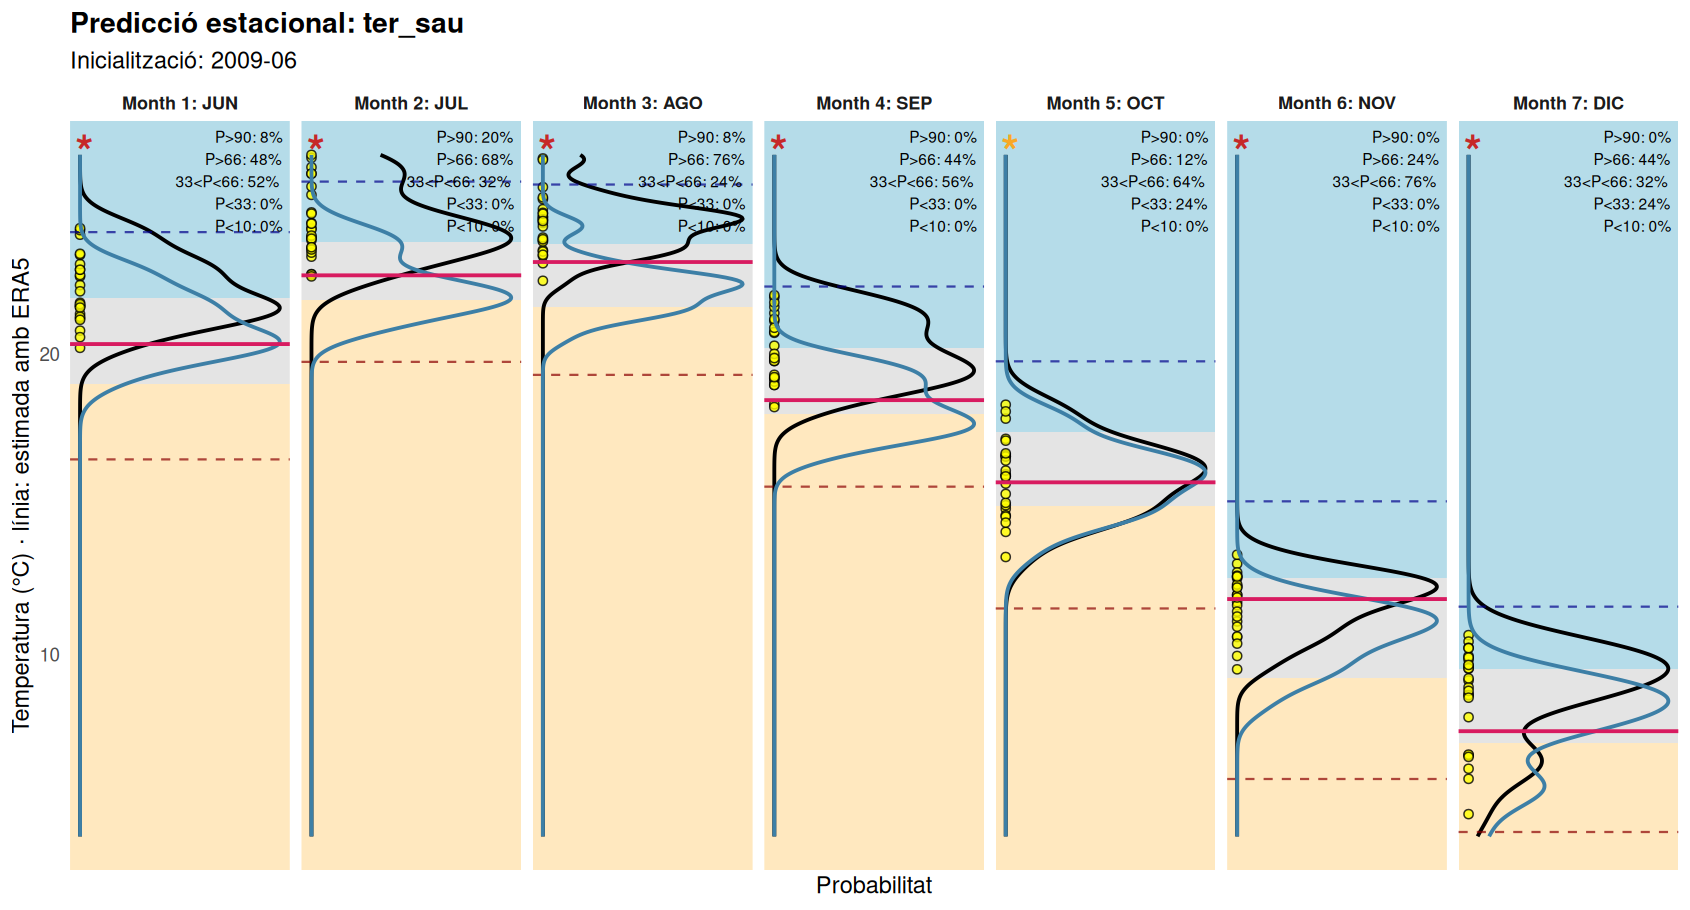 Predicció estacional: ter_sau
Inicialització: 2009-06
Month 1: JUN
Month 2: JUL
Month 3: AGO
Month 4: SEP
Month 5: OCT
Month 6: NOV
Month 7: DIC
*
P>90: 8%
P>66: 48%
33<P<66: 52%
P<33: 0%
P<10: 0%
*
P>90: 20%
P>66: 68%
33<P<66: 32%
P<33: 0%
P<10: 0%
*
P>90: 8%
P>66: 76%
33<P<66: 24%
P<33: 0%
P<10: 0%
*
P>90: 0%
P>66: 44%
33<P<66: 56%
P<33: 0%
P<10: 0%
*
P>90: 0%
P>66: 12%
33<P<66: 64%
P<33: 24%
P<10: 0%
*
P>90: 0%
P>66: 24%
33<P<66: 76%
P<33: 0%
P<10: 0%
*
P>90: 0%
P>66: 44%
33<P<66: 32%
P<33: 24%
P<10: 0%
20
10
Temperatura (°C) · línia: estimada amb ERA5
Probabilitat